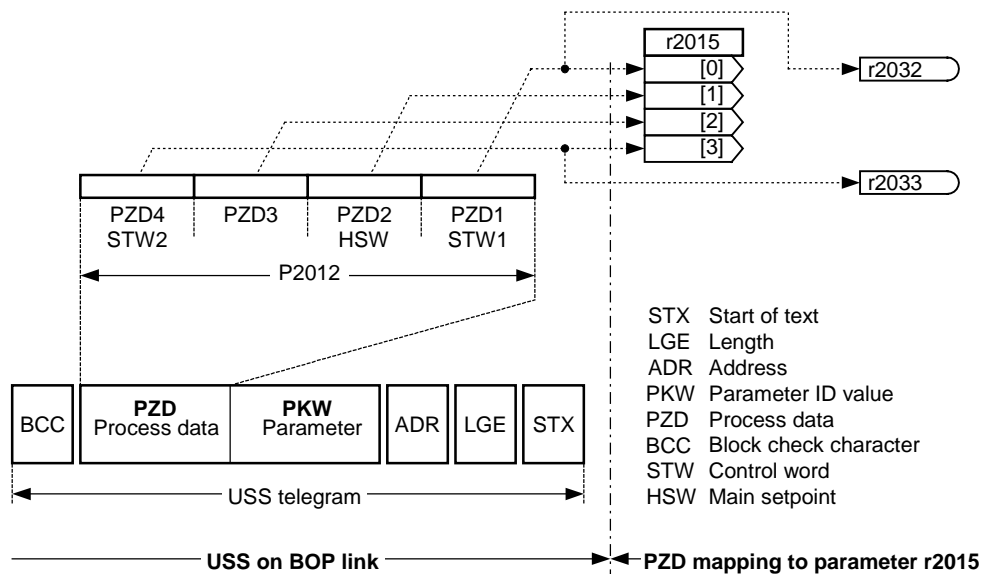 r2015
[0]
r2032
[1]
[2]
[3]
r2033
PZD4 PZD3 PZD2 PZD1
STW2 HSW STW1
P2012
STX Start of text
LGE Length
ADR Address
PKW Parameter ID value
PZD Process data
BCC Block check character
STW Control word
HSW Main setpoint
BCC PZD Process data PKW Parameter ADR LGE STX
USS telegram
USS on BOP link
PZD mapping to parameter r2015